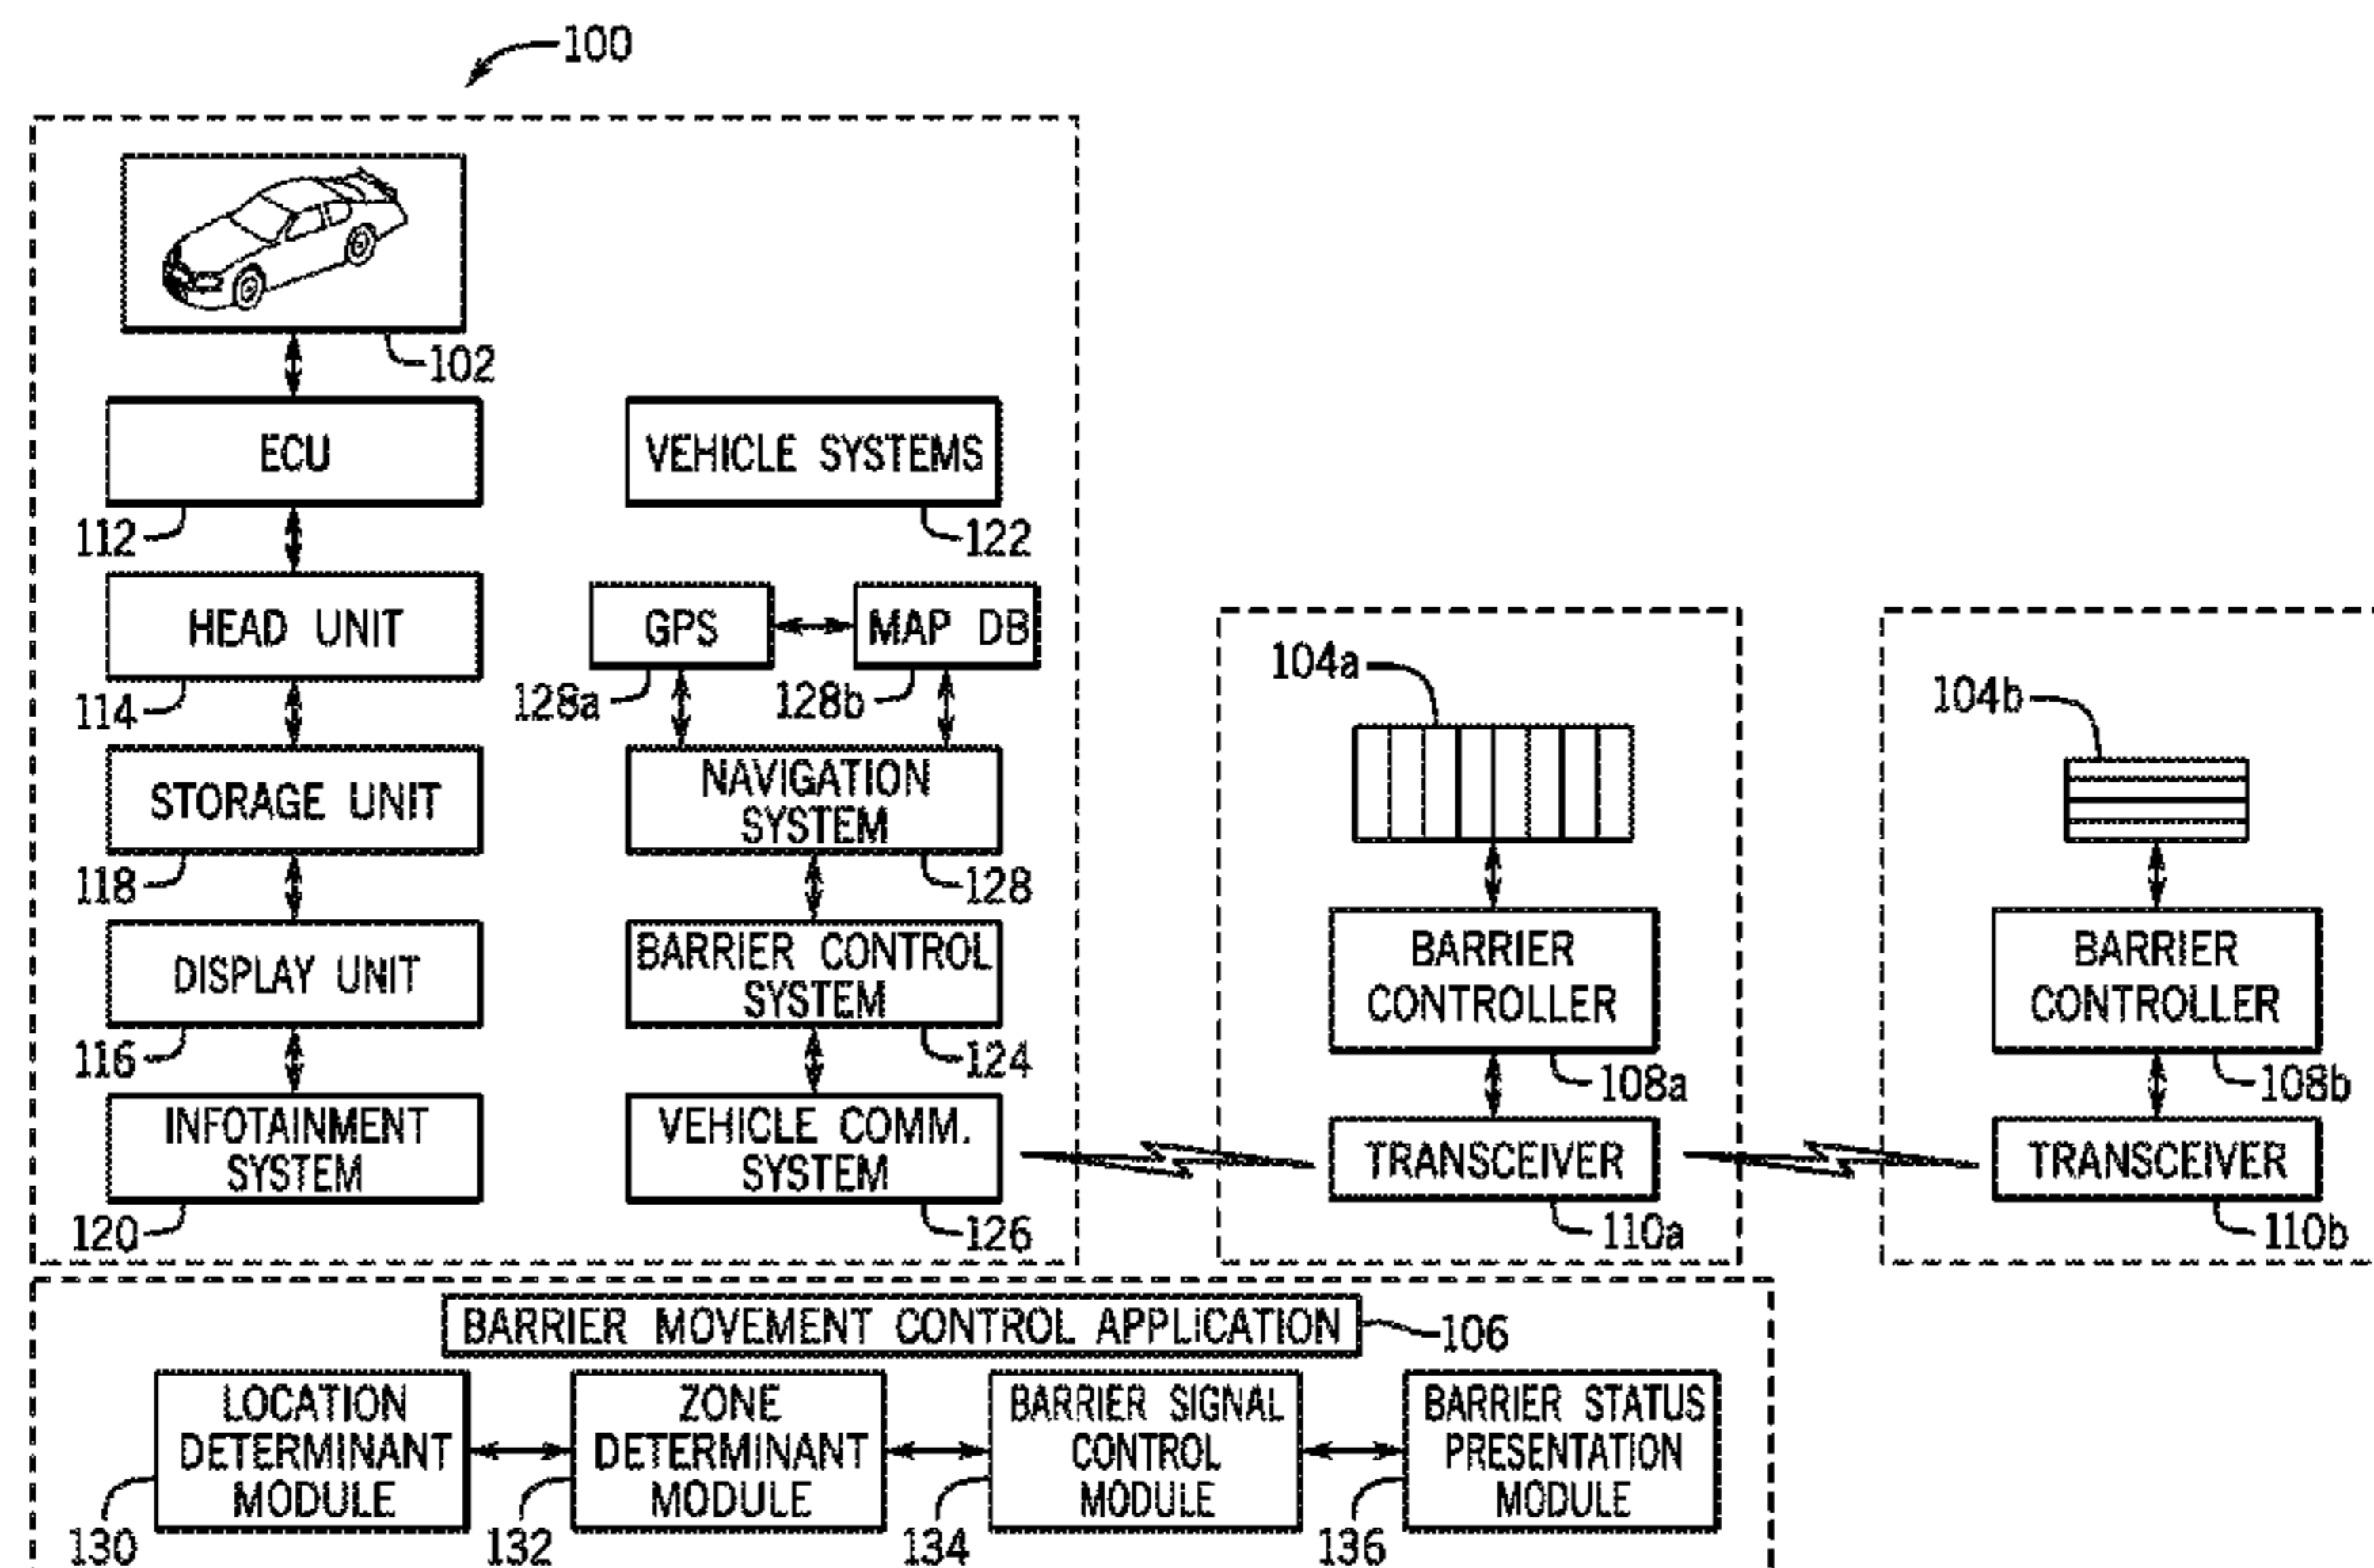 100
102
ECU
112
VEHICLE SYSTEMS
122
HEAD UNIT
114
GPS
128a
MAP DB
128b
STORAGE UNIT
118
NAVIGATION
SYSTEM
128
DISPLAY UNIT
116
BARRIER CONTROL
SYSTEM
124
INFOTAINMENT
SYSTEM
120
VEHICLE COMM.
SYSTEM
126
104a
BARRIER
CONTROLLER
108a
TRANSCEIVER
110a
104b
BARRIER
CONTROLLER
108b
TRANSCEIVER
110b
BARRIER MOVEMENT CONTROL APPLICATION
106
LOCATION
DETERMINANT
MODULE
130
ZONE
DETERMINANT
MODULE
132
BARRIER SIGNAL
CONTROL
MODULE
134
BARRIER STATUS
PRESENTATION
MODULE
136